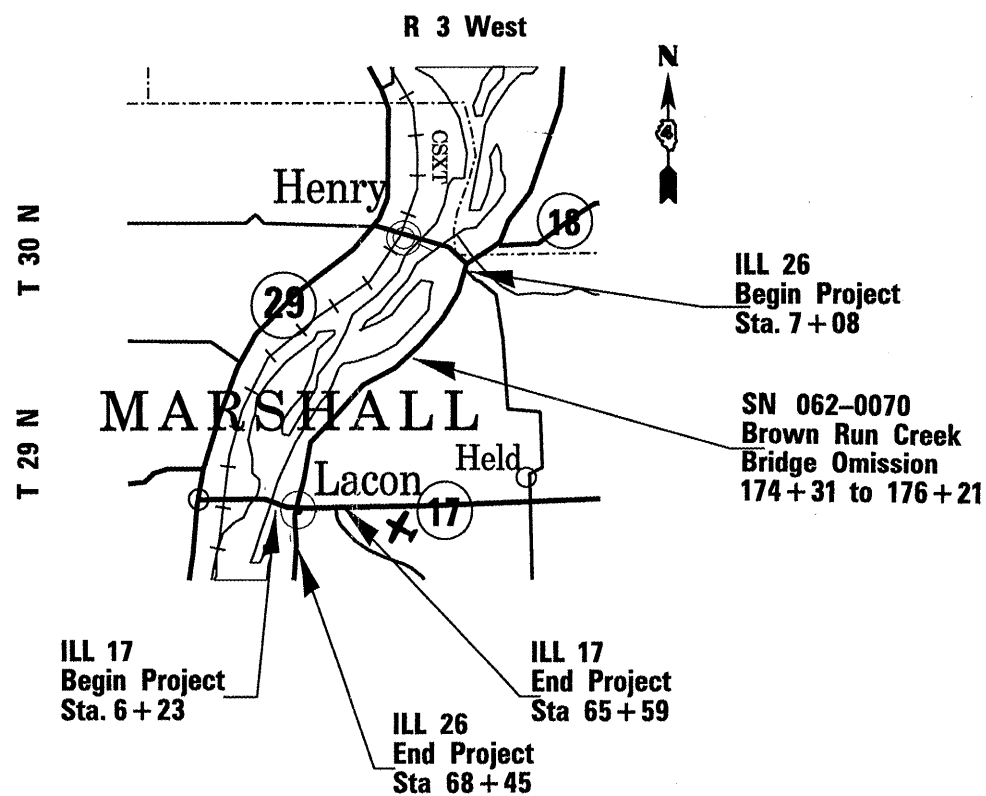 R 3 West
N
4
CSXT
Henry
18
T 30 N
ILL 26
Begin Project
Sta. 7+08
29
MARSHALL
SN 062-0070
Brown Run Creek
Bridge Omission
174+31 to 176+21
T 29 N
Held
Lacon
17
ILL 17
Begin Project
Sta. 6+23
ILL 17
End Project
Sta 65+59
ILL 26
End Project
Sta 68+45